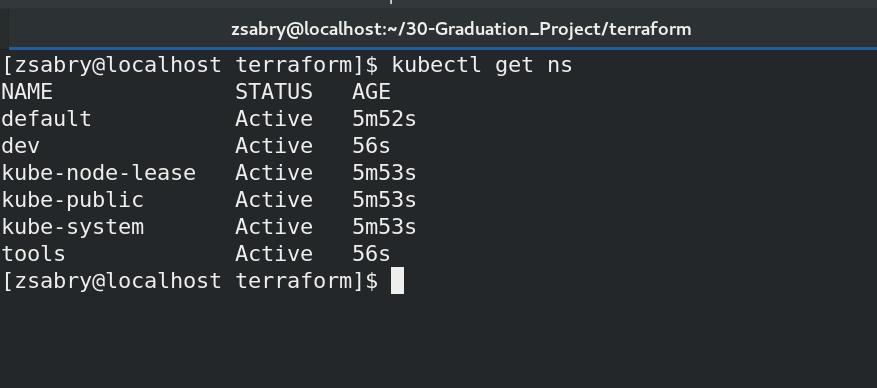 zsabry@localhost:~/30-Graduation_Project/terraform
[zsabry@localhost terraform]$ kubectl get ns
NAME              STATUS   AGE
default           Active   5m52s
dev               Active   56s
kube-node-lease   Active   5m53s
kube-public       Active   5m53s
kube-system       Active   5m53s
tools             Active   56s
[zsabry@localhost terraform]$